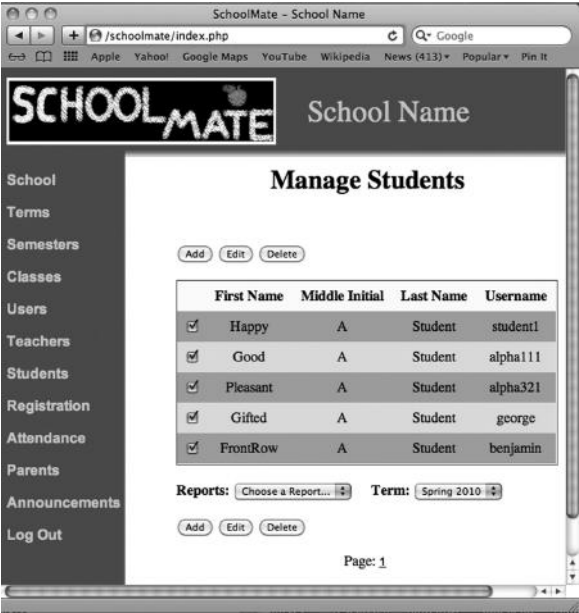 SchoolMate – School Name
/schoolmate/index.php
Google
Apple Yahoo! Google Maps YouTube Wikipedia News (413) Popular Pin It
SCHOOLMATE
School Name
School
Terms
Semesters
Classes
Users
Teachers
Students
Registration
Attendance
Parents
Announcements
Log Out
Manage Students
Add Edit Delete
First Name Middle Initial Last Name Username
Happy A Student student1
Good A Student alpha111
Pleasant A Student alpha321
Gifted A Student george
FrontRow A Student benjamin
Reports: Choose a Report... Term: Spring 2010
Add Edit Delete
Page: 1